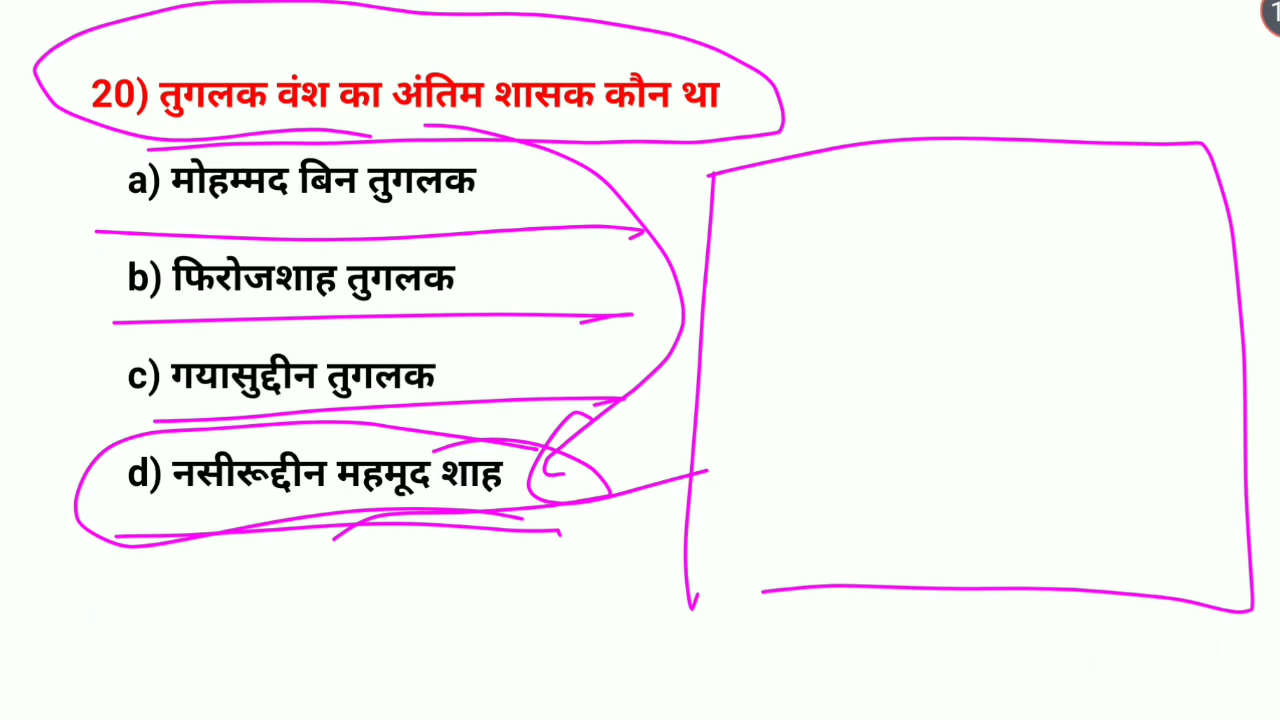 20) तुगलक वंश का अंतिम शासक कौन था
a) मोहम्मद बिन तुगलक
b) फिरोजशाह तुगलक
c) गयासुद्दीन तुगलक
d) नसीरूद्दीन महमूद शाह